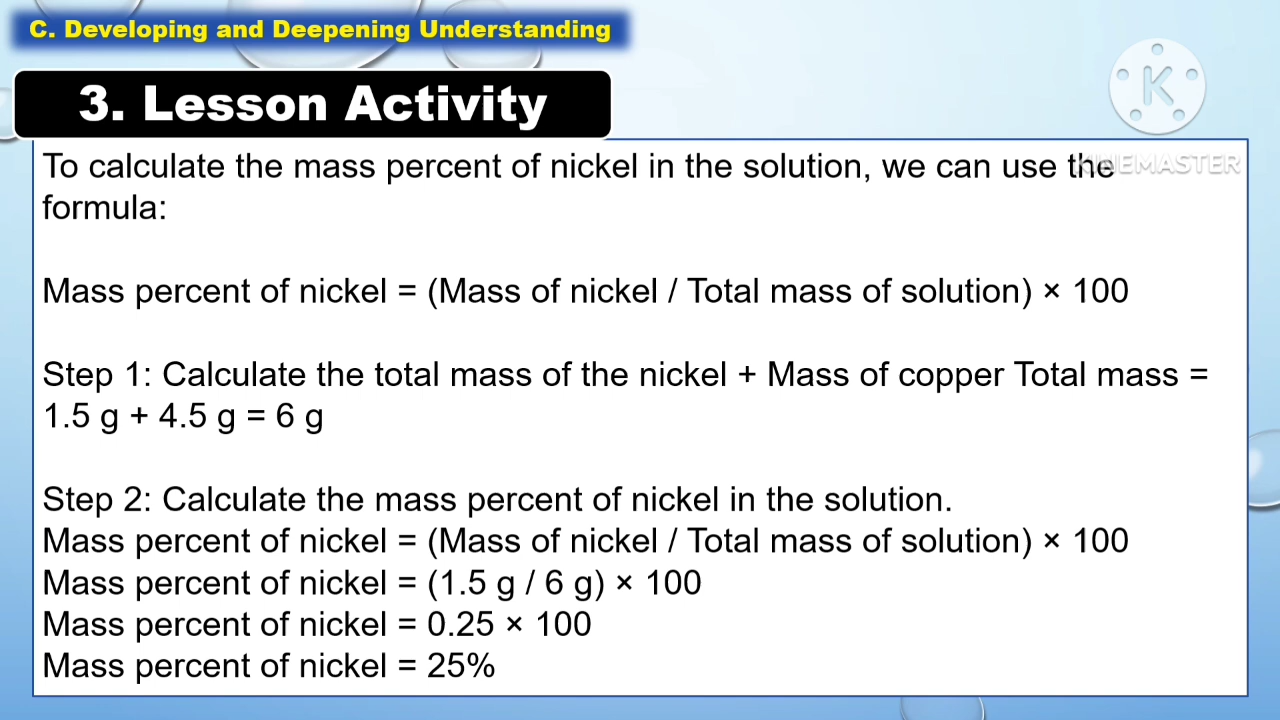 C. Developing and Deepening Understanding
3. Lesson Activity
K
KINEMASTER
To calculate the mass percent of nickel in the solution, we can use the
formula:
Mass percent of nickel = (Mass of nickel / Total mass of solution) × 100
Step 1: Calculate the total mass of the nickel + Mass of copper Total mass =
1.5 g + 4.5 g = 6 g
Step 2: Calculate the mass percent of nickel in the solution.
Mass percent of nickel = (Mass of nickel / Total mass of solution) × 100
Mass percent of nickel = (1.5 g / 6 g) × 100
Mass percent of nickel = 0.25 × 100
Mass percent of nickel = 25%